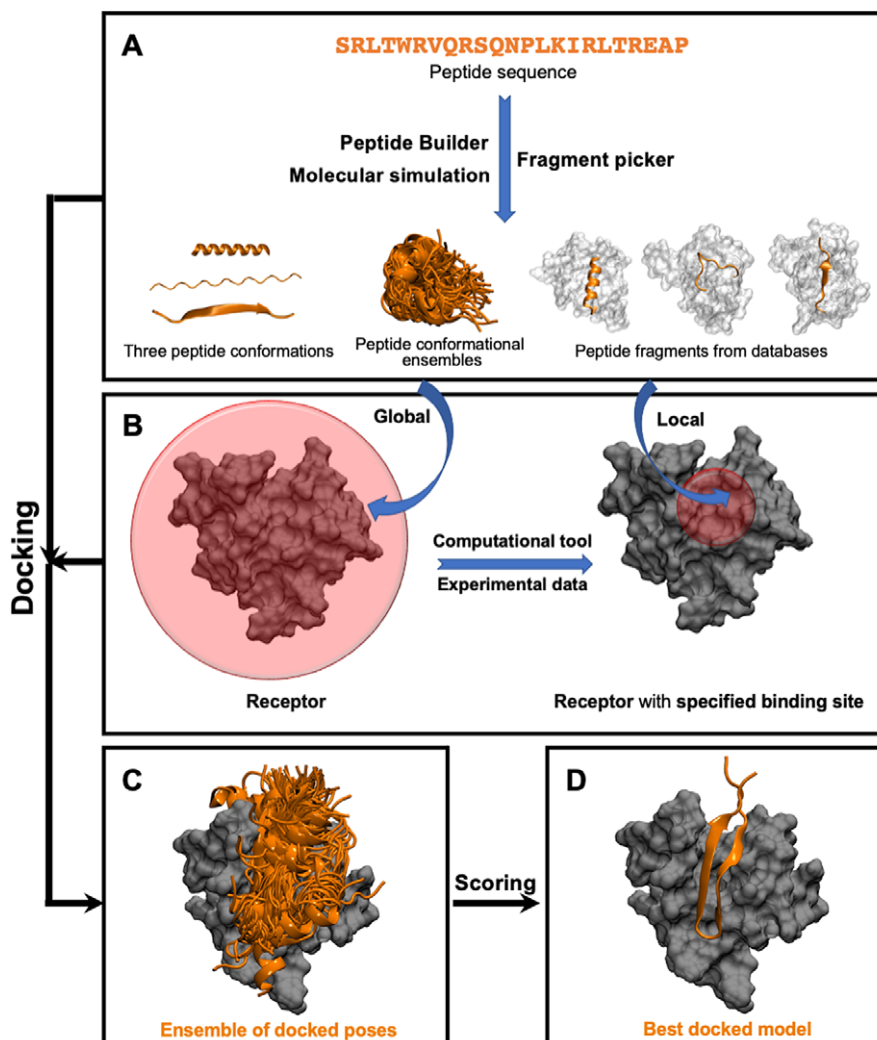 A
SRLTWRVQRSQNPLKIRLTREAP
Peptide sequence
Peptide Builder
Molecular simulation
Fragment picker
Three peptide conformations
Peptide conformational
ensembles
Peptide fragments from databases
B
Global
Local
Computational tool
Experimental data
Receptor
Receptor with specified binding site
Docking
C
Ensemble of docked poses
Scoring
D
Best docked model